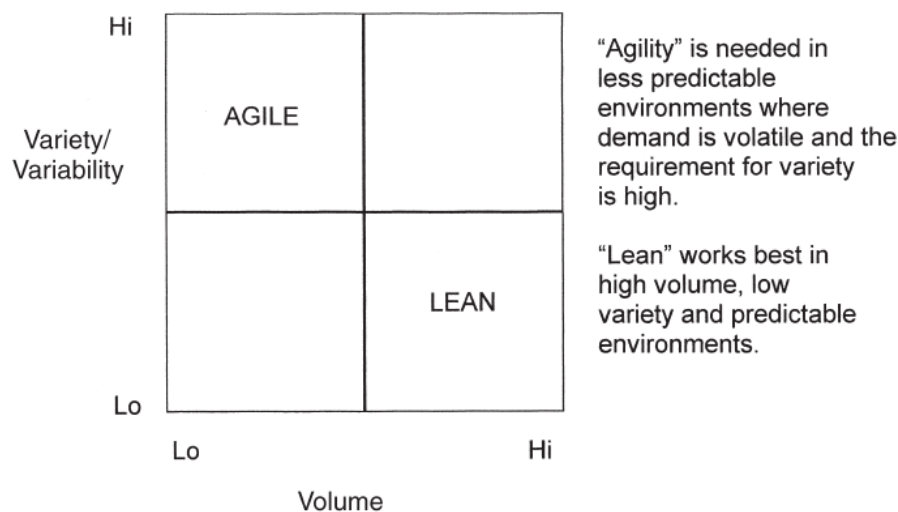 Hi
Variety/
Variability
AGILE
LEAN
Lo
Lo
Hi
Volume
“Agility” is needed in
less predictable
environments where
demand is volatile and the
requirement for variety
is high.
“Lean” works best in
high volume, low
variety and predictable
environments.